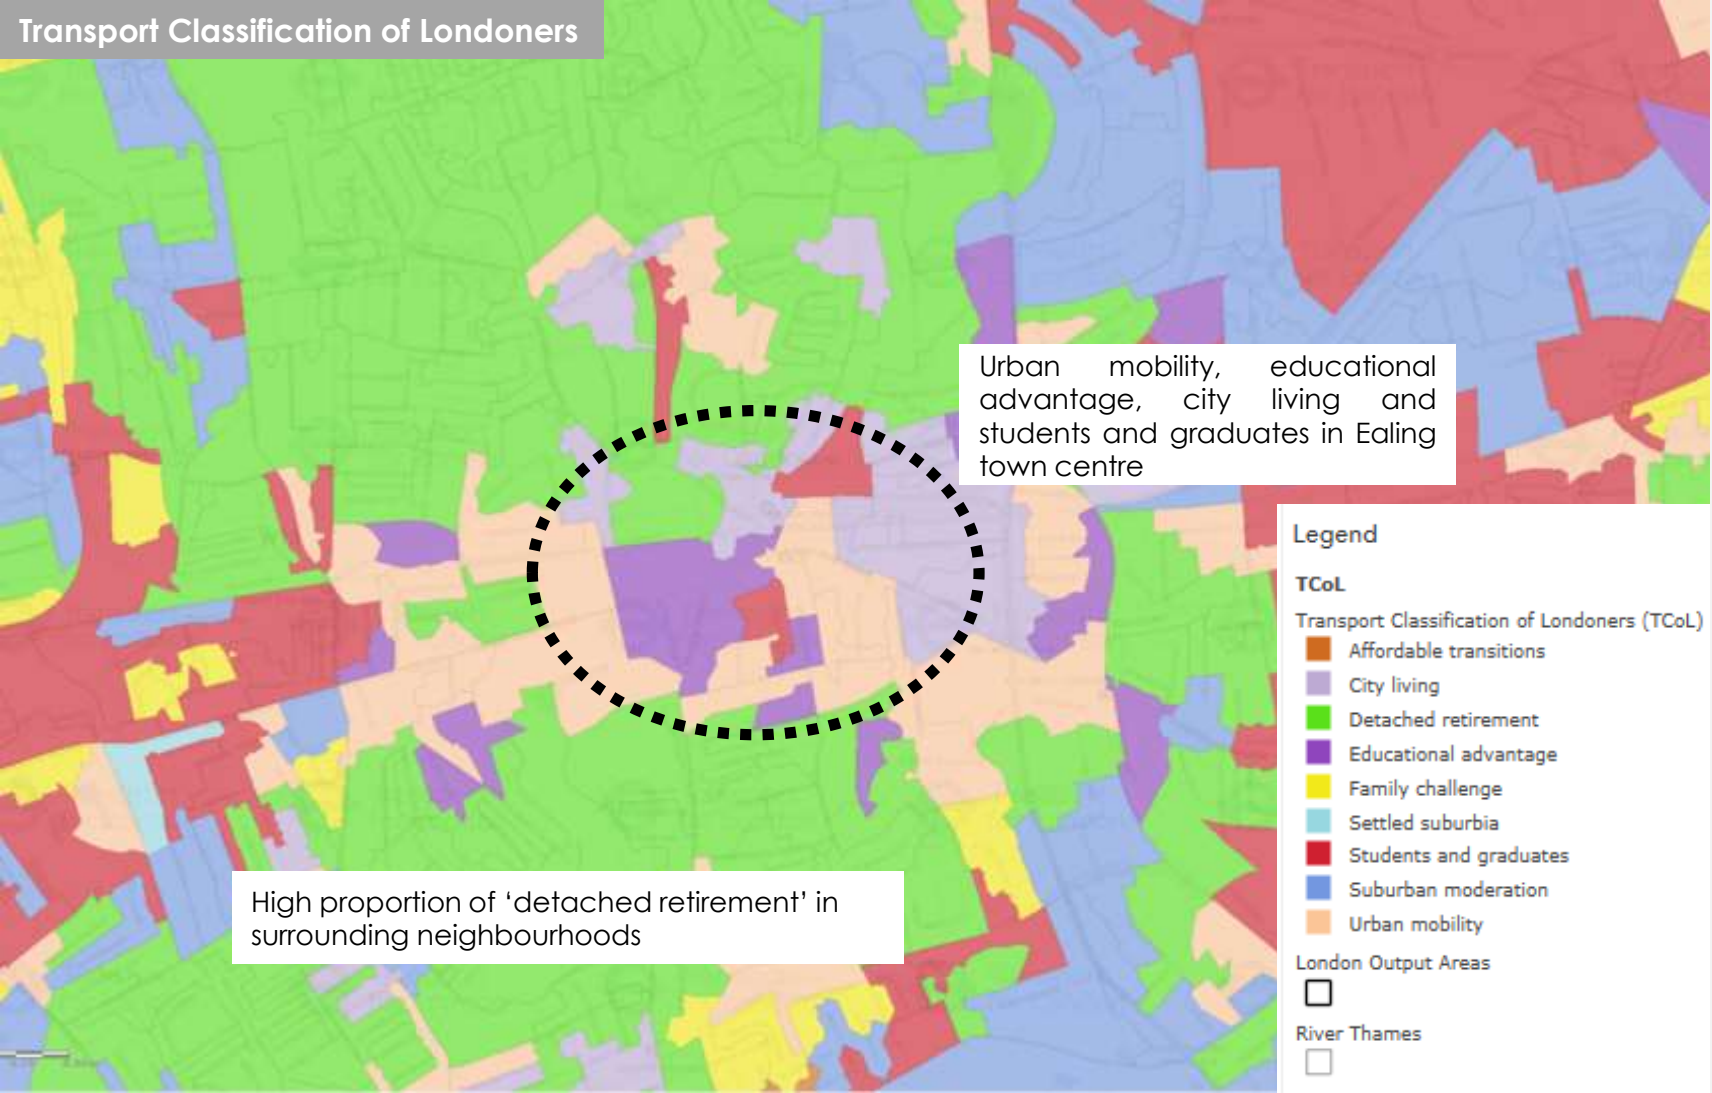 Transport Classification of Londoners
Urban mobility, educational
advantage, city living and
students and graduates in Ealing
town centre
High proportion of ‘detached retirement’ in
surrounding neighbourhoods
Legend
TCoL
Transport Classification of Londoners (TCoL)
Affordable transitions
City living
Detached retirement
Educational advantage
Family challenge
Settled suburbia
Students and graduates
Suburban moderation
Urban mobility
London Output Areas
River Thames